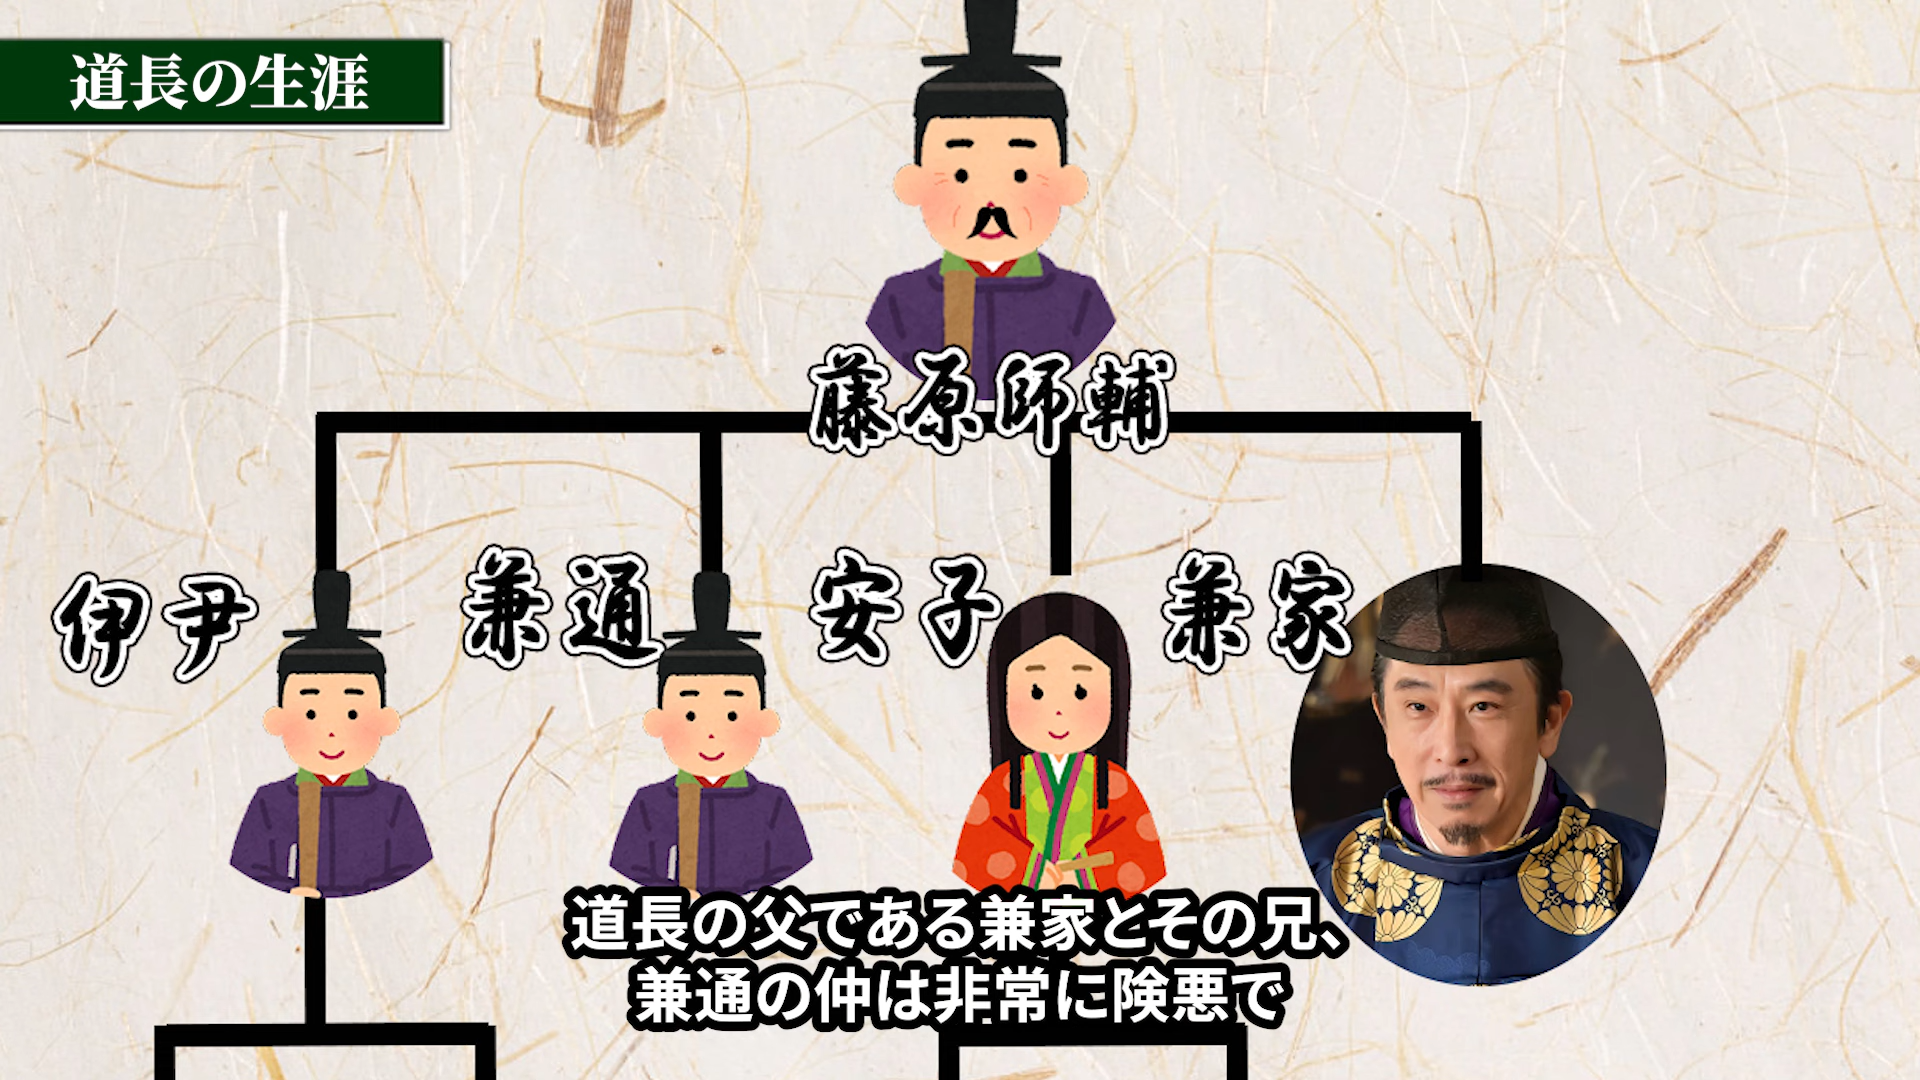 道長の生涯
藤原師輔
伊尹
兼通
安子
兼家
道長の父である兼家とその兄、
兼通の仲は非常に険悪で